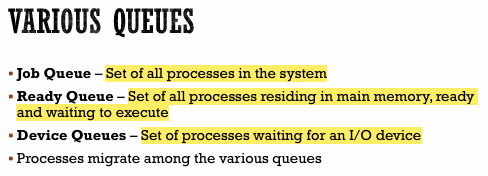 VARIOUS QUEUES
▪ Job Queue – Set of all processes in the system
▪ Ready Queue – Set of all processes residing in main memory, ready
and waiting to execute
▪ Device Queues – Set of processes waiting for an I/O device
▪ Processes migrate among the various queues